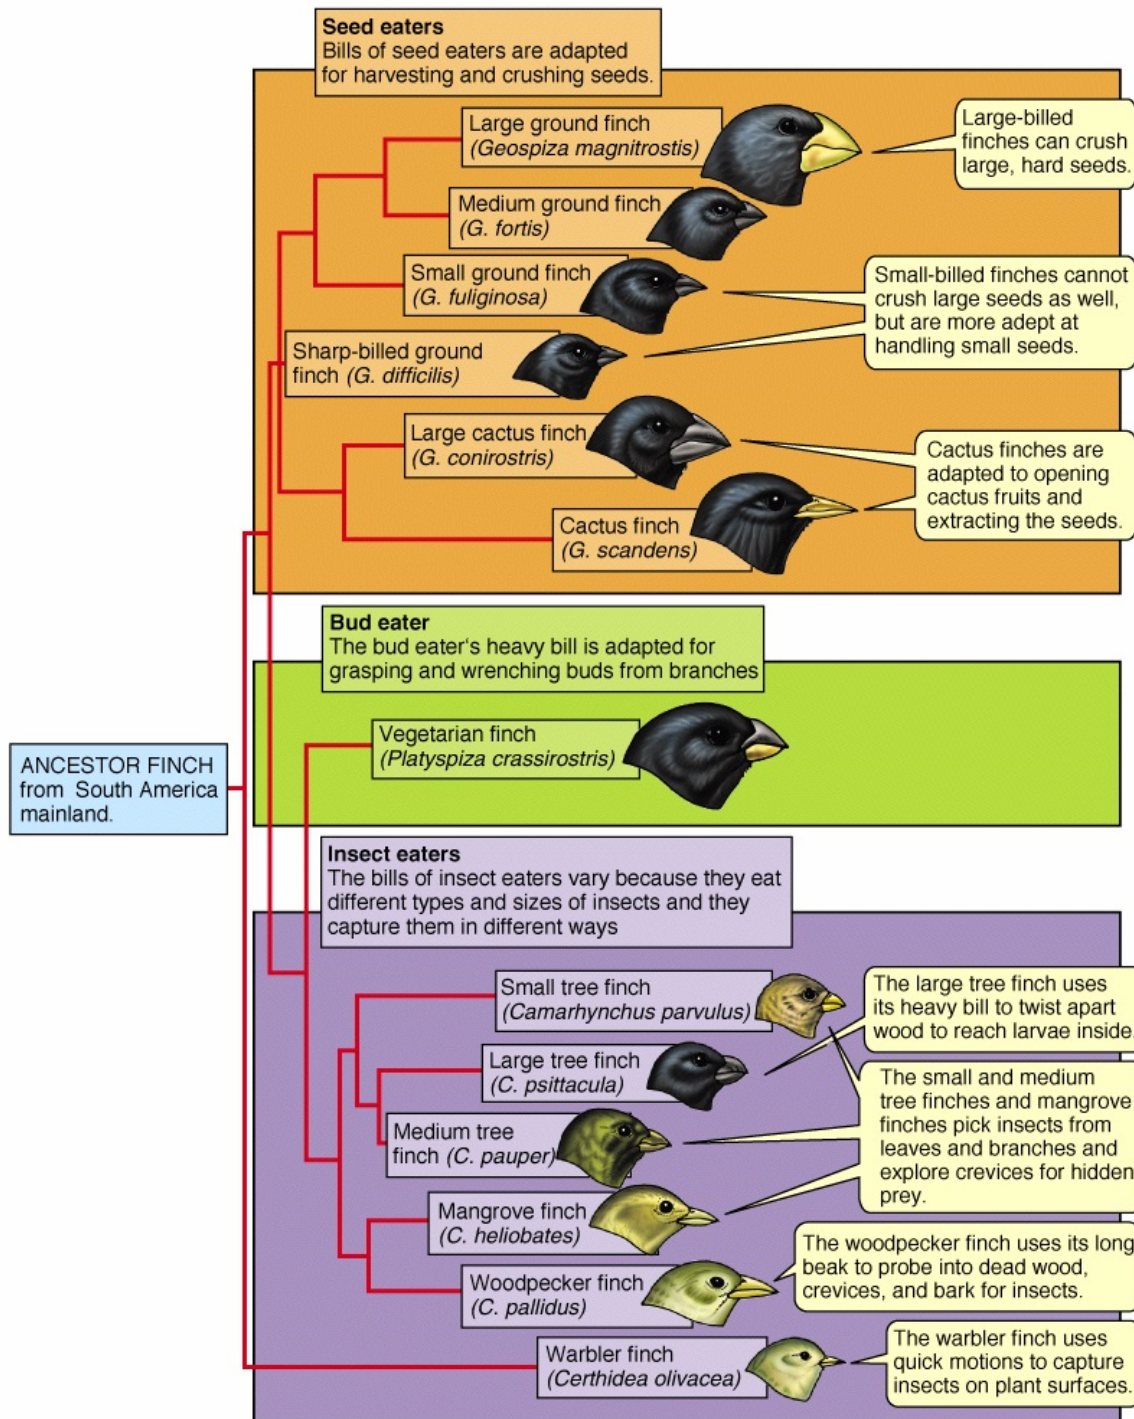 Seed eaters
Bills of seed eaters are adapted
for harvesting and crushing seeds.
Large ground finch
(Geospiza magnitrostis)
Large-billed
finches can crush
large, hard seeds.
Medium ground finch
(G. fortis)
Small ground finch
(G. fuliginosa)
Small-billed finches cannot
crush large seeds as well,
but are more adept at
handling small seeds.
Sharp-billed ground
finch (G. difficilis)
Large cactus finch
(G. conirostris)
Cactus finches are
adapted to opening
cactus fruits and
extracting the seeds.
Cactus finch
(G. scandens)
Bud eater
The bud eater‘s heavy bill is adapted for
grasping and wrenching buds from branches
Vegetarian finch
(Platyspiza crassirostris)
ANCESTOR FINCH
from South America
mainland.
Insect eaters
The bills of insect eaters vary because they eat
different types and sizes of insects and they
capture them in different ways
Small tree finch
(Camarhynchus parvulus)
The large tree finch uses
its heavy bill to twist apart
wood to reach larvae inside.
Large tree finch
(C. psittacula)
The small and medium
tree finches and mangrove
finches pick insects from
leaves and branches and
explore crevices for hidden
prey.
Medium tree
finch (C. pauper)
Mangrove finch
(C. heliobates)
The woodpecker finch uses its long
beak to probe into dead wood,
crevices, and bark for insects.
Woodpecker finch
(C. pallidus)
The warbler finch uses
quick motions to capture
insects on plant surfaces.
Warbler finch
(Certhidea olivacea)